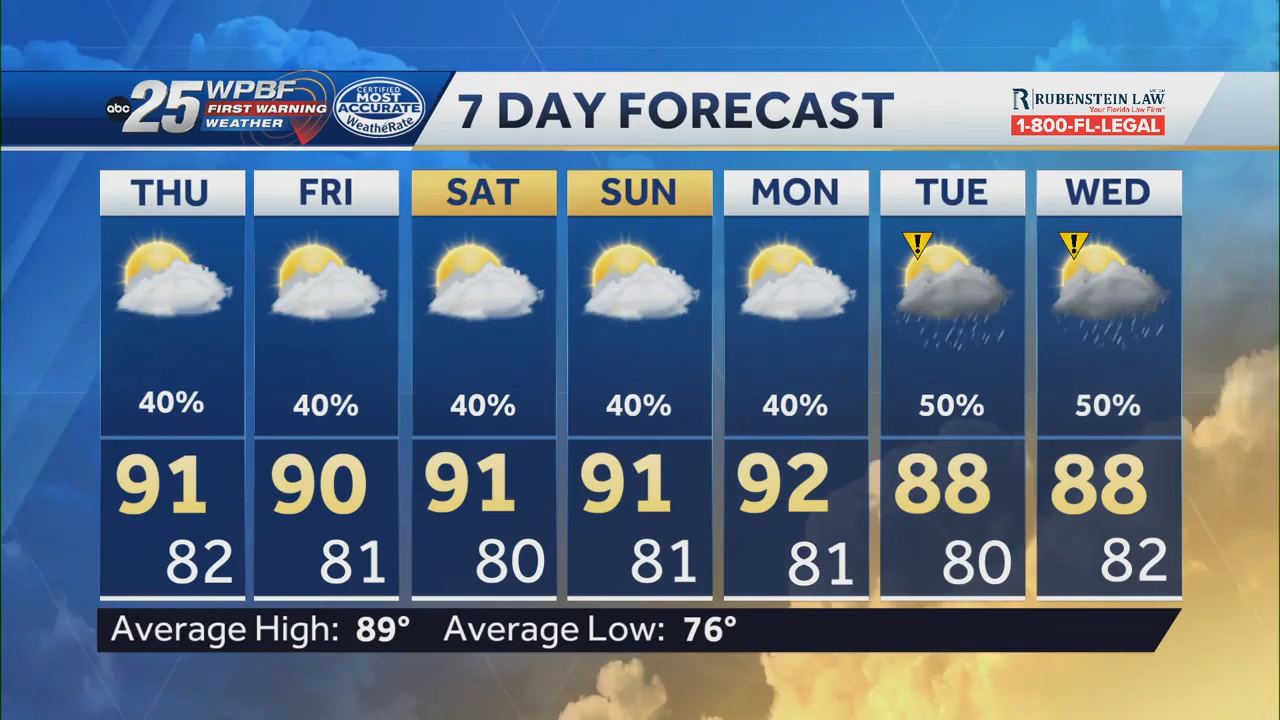 abc 25 WPBF
FIRST WARNING
WEATHER
CERTIFIED
MOST
ACCURATE
WeatheRate
7 DAY FORECAST
R RUBENSTEIN LAW
Your Florida Law Firm
1-800-FL-LEGAL
THU FRI SAT SUN MON TUE WED
! !
40% 40% 40% 40% 40% 50% 50%
91 90 91 91 92 88 88
82 81 80 81 81 80 82
Average High: 89° Average Low: 76°